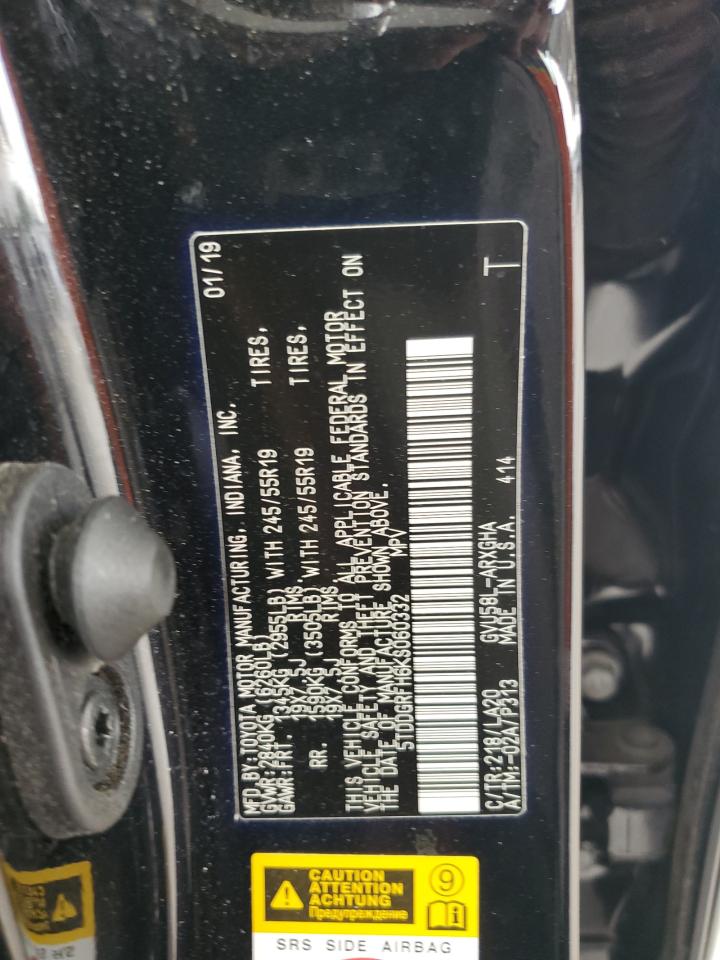 MFD. BY: TOYOTA MOTOR MANUFACTURING, INDIANA, INC. 01/19
GVWR: 2840KG (6260LB)
GAWR: FRT. 1345KG (2955LB) WITH 245/55R19 TIRES,
19X7.5J RIMS
RR. 1590KG (3505LB) WITH 245/55R19 TIRES,
19X7.5J RIMS
THIS VEHICLE CONFORMS TO ALL APPLICABLE FEDERAL MOTOR
VEHICLE SAFETY AND THEFT PREVENTION STANDARDS IN EFFECT ON
THE DATE OF MANUFACTURE SHOWN ABOVE.
5TDDGRFH6KS060332 MPV
C/TR: 218/LA20 GVU58L-ARXGHA T
A/TM: -02A/P313 MADE IN U.S.A. 414
CAUTION
ATTENTION
ACHTUNG
Предупреждение
9
SRS SIDE AIRBAG